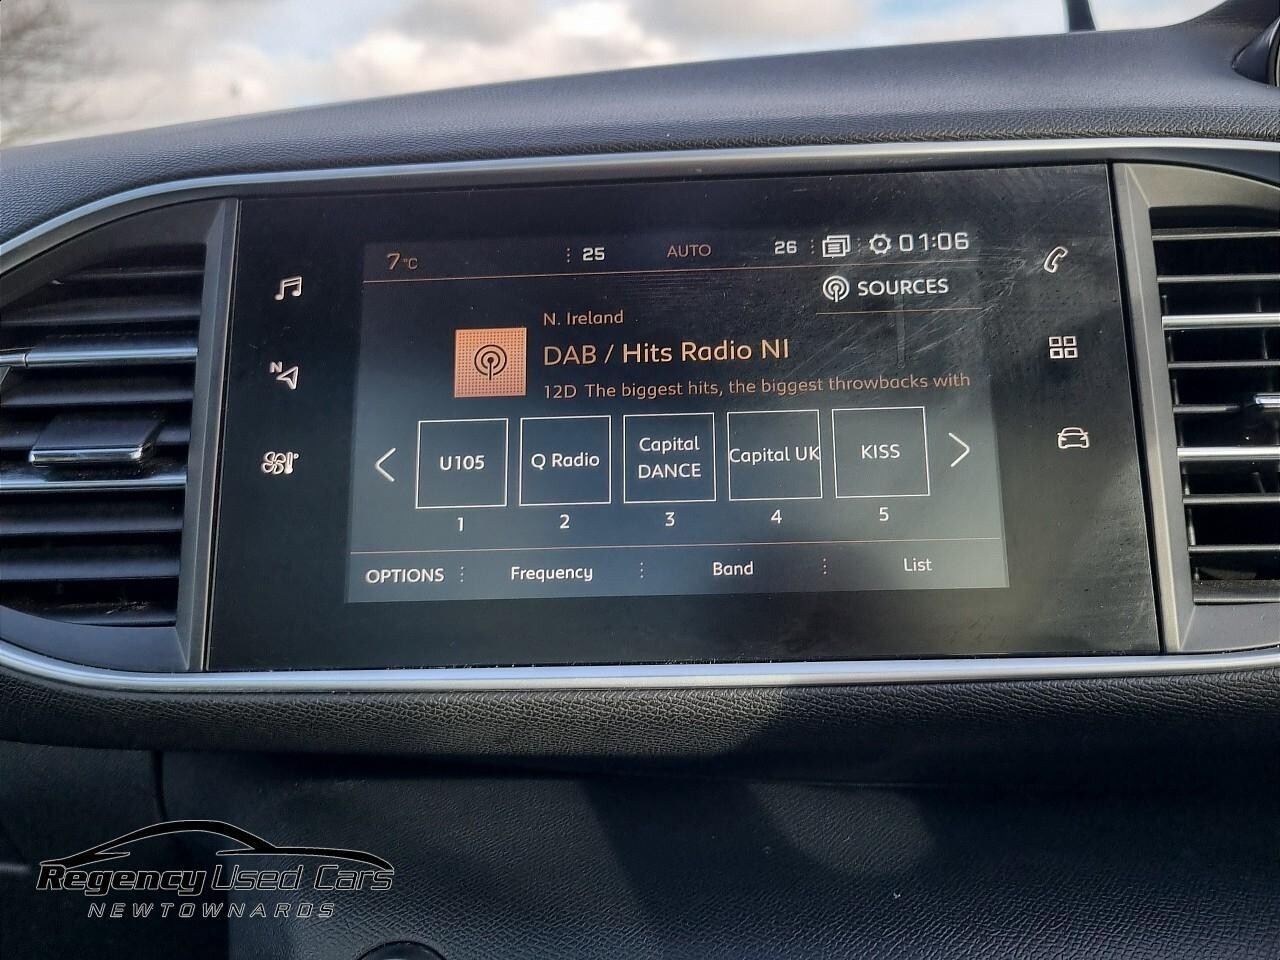 7°C 25 AUTO 26 01:06
SOURCES
N. Ireland
DAB / Hits Radio NI
12D The biggest hits, the biggest throwbacks with
N
U105 Q Radio Capital DANCE Capital UK KISS
1 2 3 4 5
OPTIONS Frequency Band List
Regency Used Cars
NEWTOWNARDS